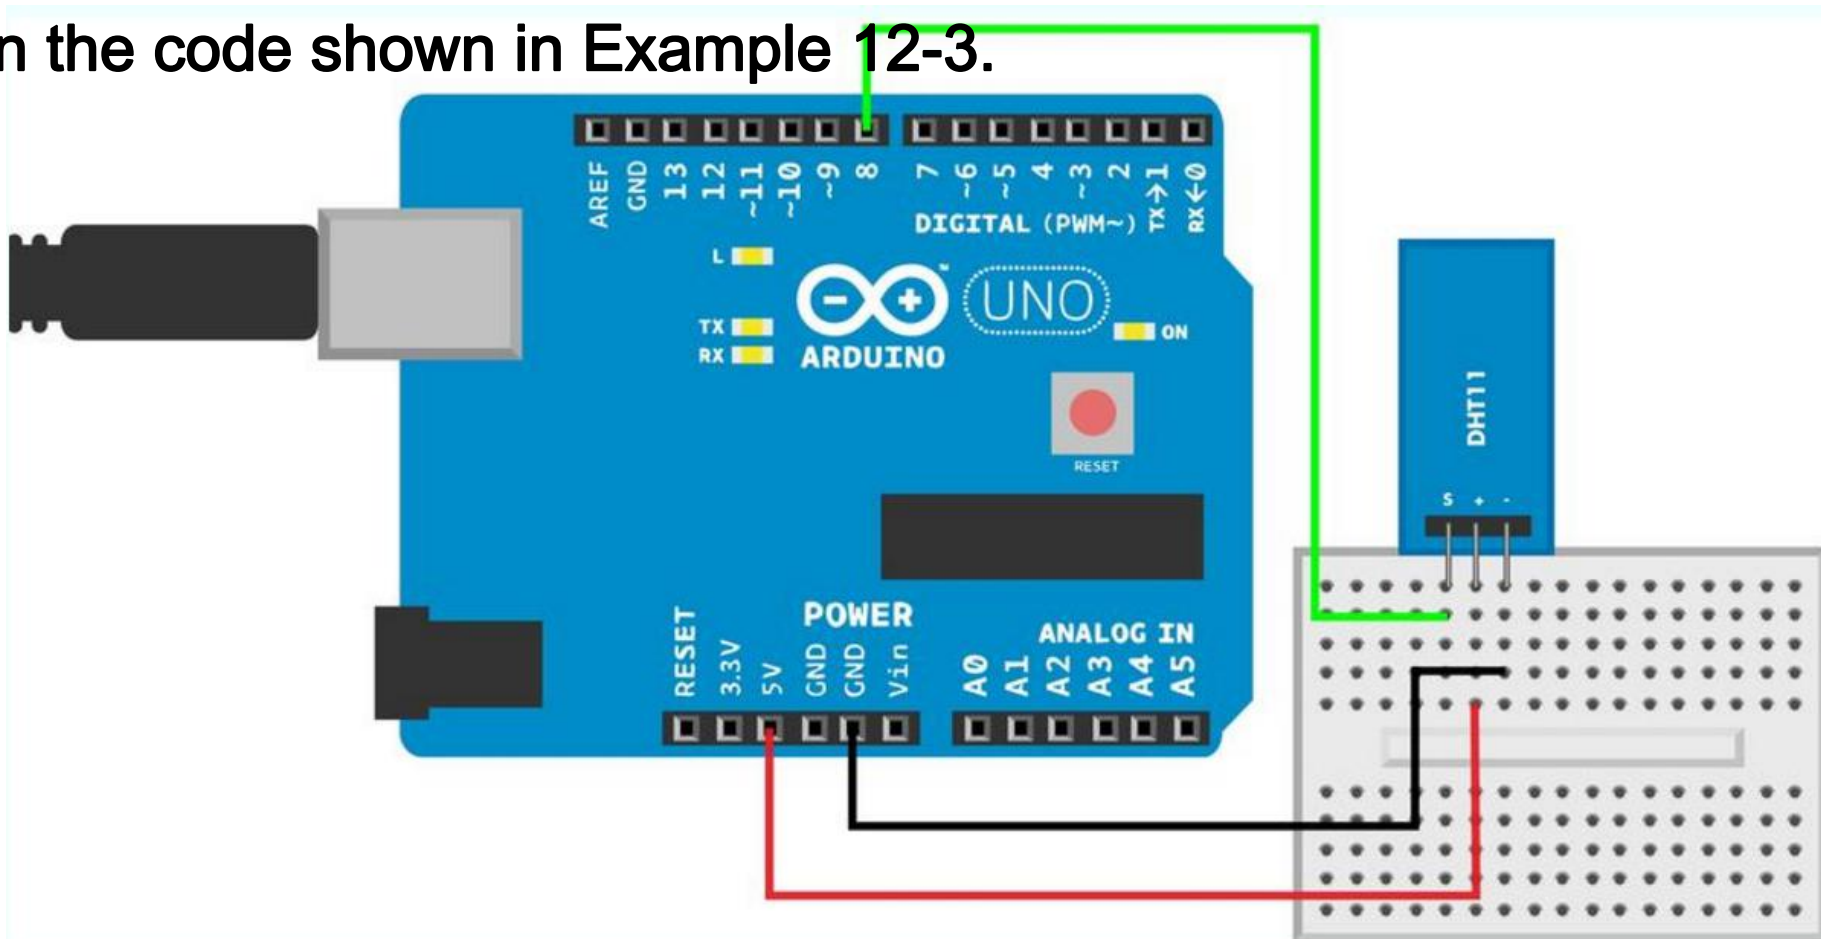 n the code shown in Example 12-3.
AREF
GND
13
12
~11
~10
~9
8
7
~6
~5
4
~3
2
TX→1
RX←0
DIGITAL (PWM~)
L
TX
RX
UNO
ARDUINO
™
ON
RESET
DHT11
S + -
POWER
RESET
3.3V
5V
GND
GND
Vin
ANALOG IN
A0
A1
A2
A3
A4
A5